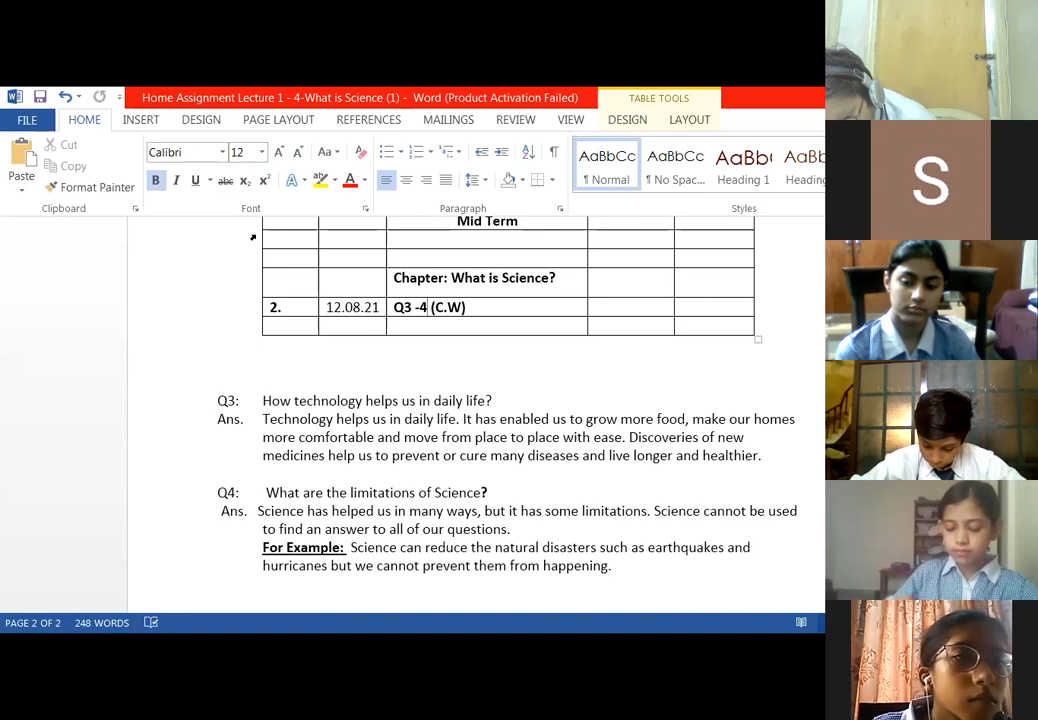 Home Assignment Lecture 1 - 4-What is Science (1) - Word (Product Activation Failed)
TABLE TOOLS
FILE HOME INSERT DESIGN PAGE LAYOUT REFERENCES MAILINGS REVIEW VIEW DESIGN LAYOUT
Paste
Cut
Copy
Format Painter
Calibri 12
AaBbCc AaBbCc AaBb( AaBbC
¶ Normal ¶ No Spac... Heading 1 Heading
Clipboard Font Paragraph Styles
Mid Term
Chapter: What is Science?
2. 12.08.21 Q3 -4 (C.W)
Q3: How technology helps us in daily life?
Ans. Technology helps us in daily life. It has enabled us to grow more food, make our homes
more comfortable and move from place to place with ease. Discoveries of new
medicines help us to prevent or cure many diseases and live longer and healthier.
Q4: What are the limitations of Science?
Ans. Science has helped us in many ways, but it has some limitations. Science cannot be used
to find an answer to all of our questions.
For Example: Science can reduce the natural disasters such as earthquakes and
hurricanes but we cannot prevent them from happening.
PAGE 2 OF 2 248 WORDS
S